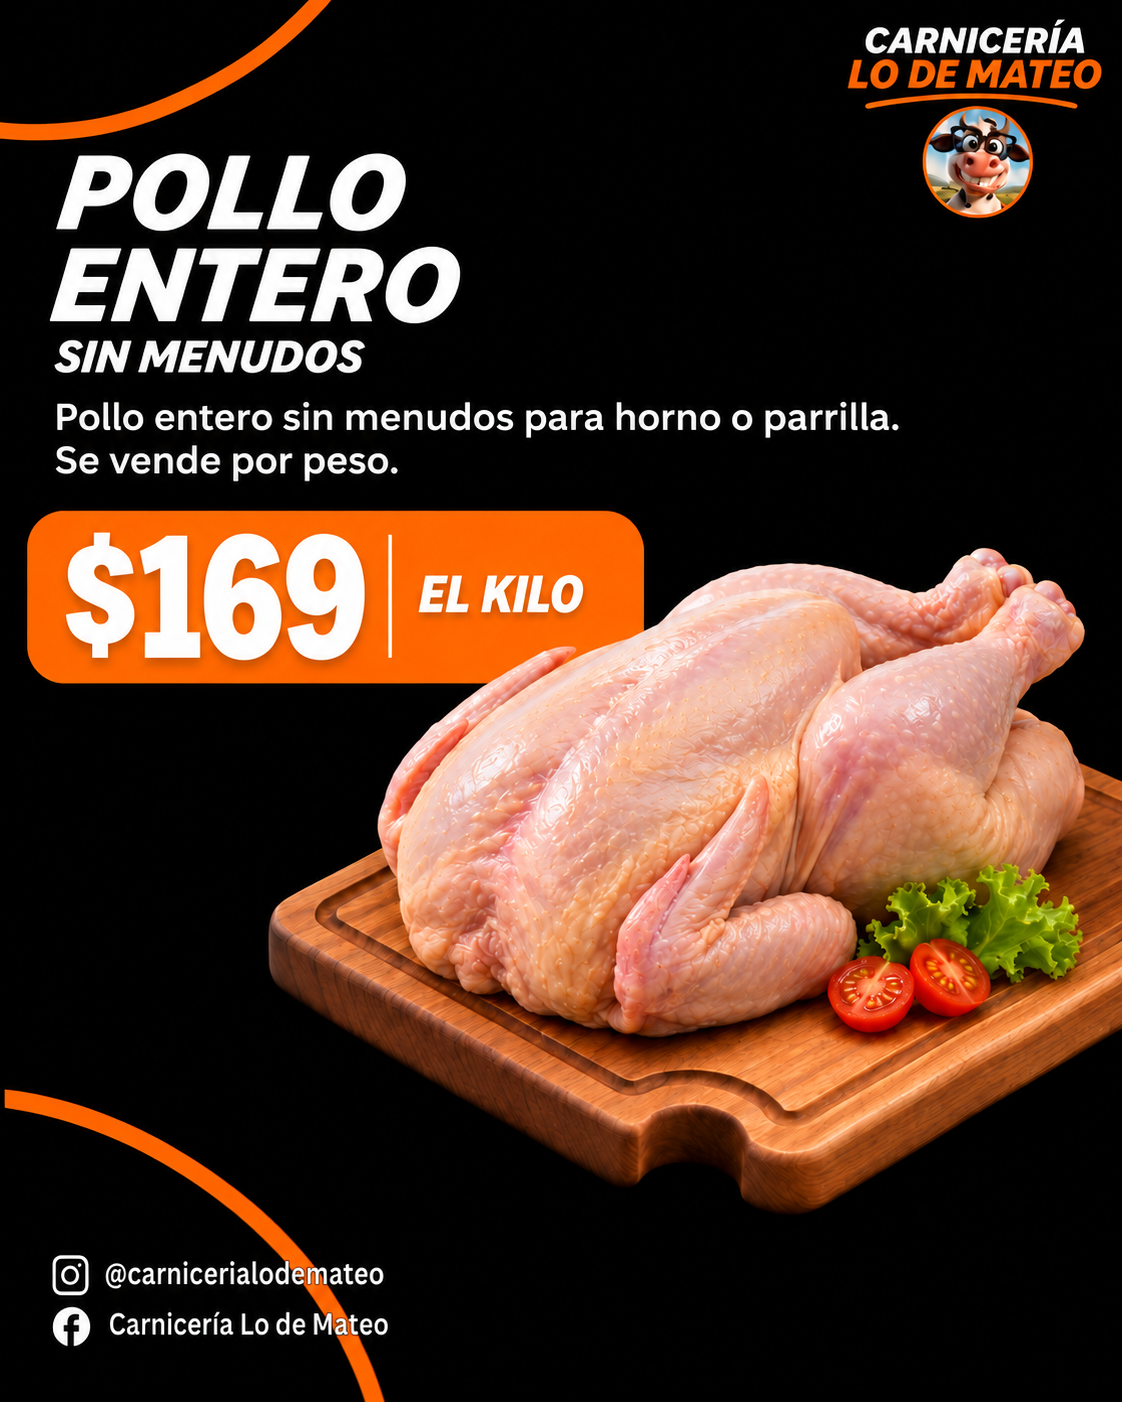 CARNICERÍA
LO DE MATEO
POLLO
ENTERO
SIN MENUDOS
Pollo entero sin menudos para horno o parrilla.
Se vende por peso.
$169 EL KILO
@carnicerialodemateo
Carnicería Lo de Mateo